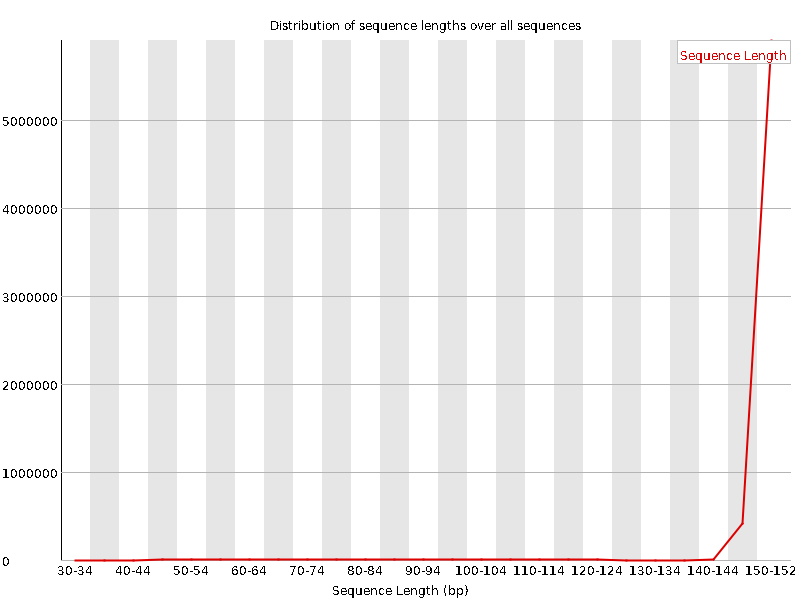 Distribution of sequence lengths over all sequences
Sequence Length
5000000
4000000
3000000
2000000
1000000
0
30-34 40-44 50-54 60-64 70-74 80-84 90-94 100-104 110-114 120-124 130-134 140-144 150-152
Sequence Length (bp)